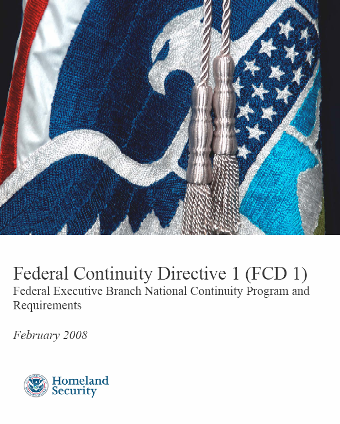 Federal Continuity Directive 1 (FCD 1)
Federal Executive Branch National Continuity Program and
Requirements
February 2008
Homeland
Security